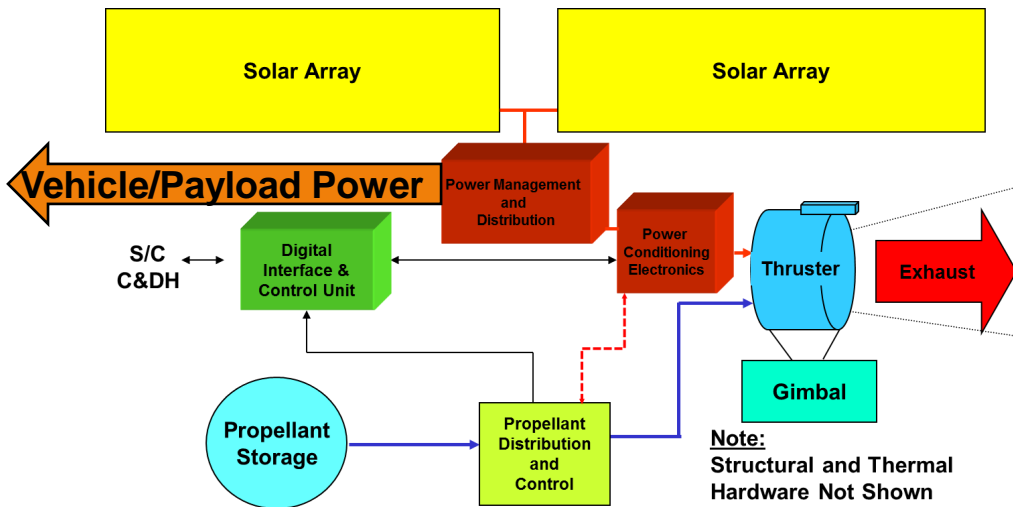 Solar Array
Solar Array
Vehicle/Payload Power
Power Management
and
Distribution
Digital
Interface &
Control Unit
S/C
C&DH
Power
Conditioning
Electronics
Thruster
Exhaust
Gimbal
Propellant
Storage
Propellant
Distribution
and
Control
Note:
Structural and Thermal
Hardware Not Shown